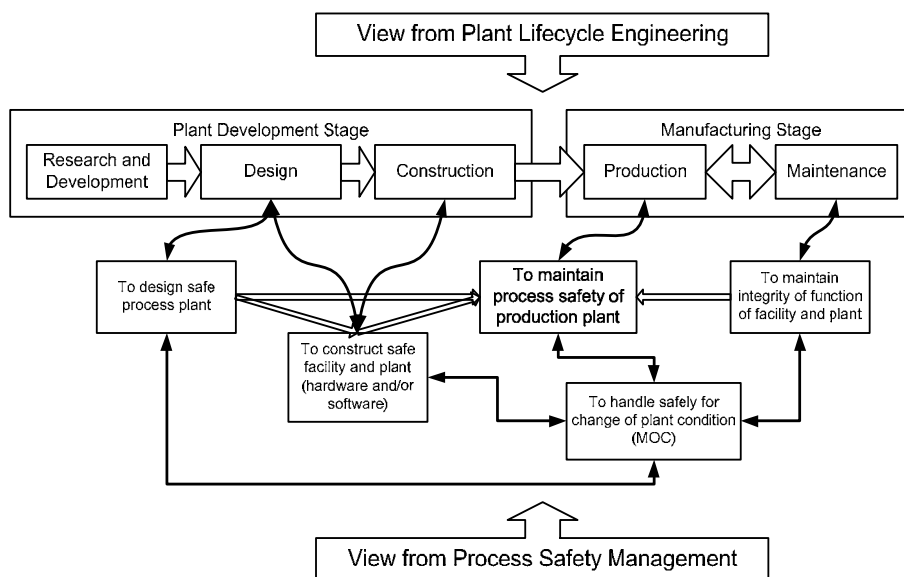 View from Plant Lifecycle Engineering
Plant Development Stage
Manufacturing Stage
Research and
Development
Design
Construction
Production
Maintenance
To design safe
process plant
To maintain
process safety of
production plant
To maintain
integrity of function
of facility and plant
To construct safe
facility and plant
(hardware and/or
software)
To handle safely for
change of plant condition
(MOC)
View from Process Safety Management